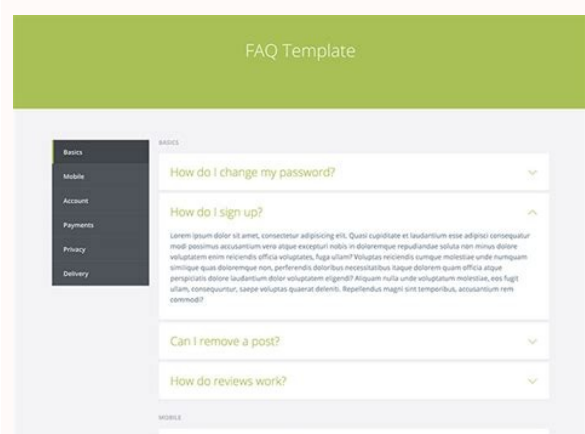 FAQ Template
Basics
Mobile
Account
Payments
Privacy
Delivery
BASICS
How do I change my password?
How do I sign up?
Lorem ipsum dolor sit amet, consectetur adipisicing elit. Quasi cupiditate et laudantium esse adipisci consequatur
modi possimus accusantium vero atque excepturi nobis in doloremque repudiandae soluta non minus dolore
voluptatem enim reiciendis officia voluptates, fuga ullam? Voluptas reiciendis cumque molestiae unde numquam
similique quas doloremque non, perferendis doloribus necessitatibus itaque dolorem quam officia atque
perspiciatis dolore laudantium dolor voluptatem eligendi? Aliquam nulla unde voluptatum molestiae, eos fugit
ullam, consequuntur, saepe voluptas quaerat deleniti. Repellendus magni sint temporibus, accusantium rem
commodi?
Can I remove a post?
How do reviews work?
MOBILE